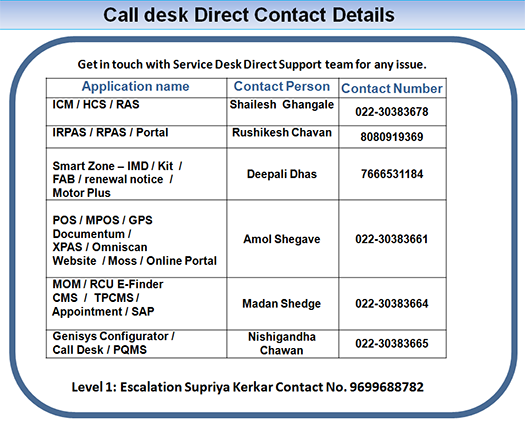 Call desk Direct Contact Details
Get in touch with Service Desk Direct Support team for any issue.
Application name Contact Person Contact Number
ICM / HCS / RAS Shailesh Ghangale 022-30383678
IRPAS / RPAS / Portal Rushikesh Chavan 8080919369
Smart Zone – IMD / Kit /
FAB / renewal notice /
Motor Plus
Deepali Dhas 7666531184
POS / MPOS / GPS
Documentum /
XPAS / Omniscan
Website / Moss / Online Portal
Amol Shegave 022-30383661
MOM / RCU E-Finder
CMS / TPCMS /
Appointment / SAP
Madan Shedge 022-30383664
Genisys Configurator /
Call Desk / PQMS
Nishigandha
Chawan
022-30383665
Level 1: Escalation Supriya Kerkar Contact No. 9699688782